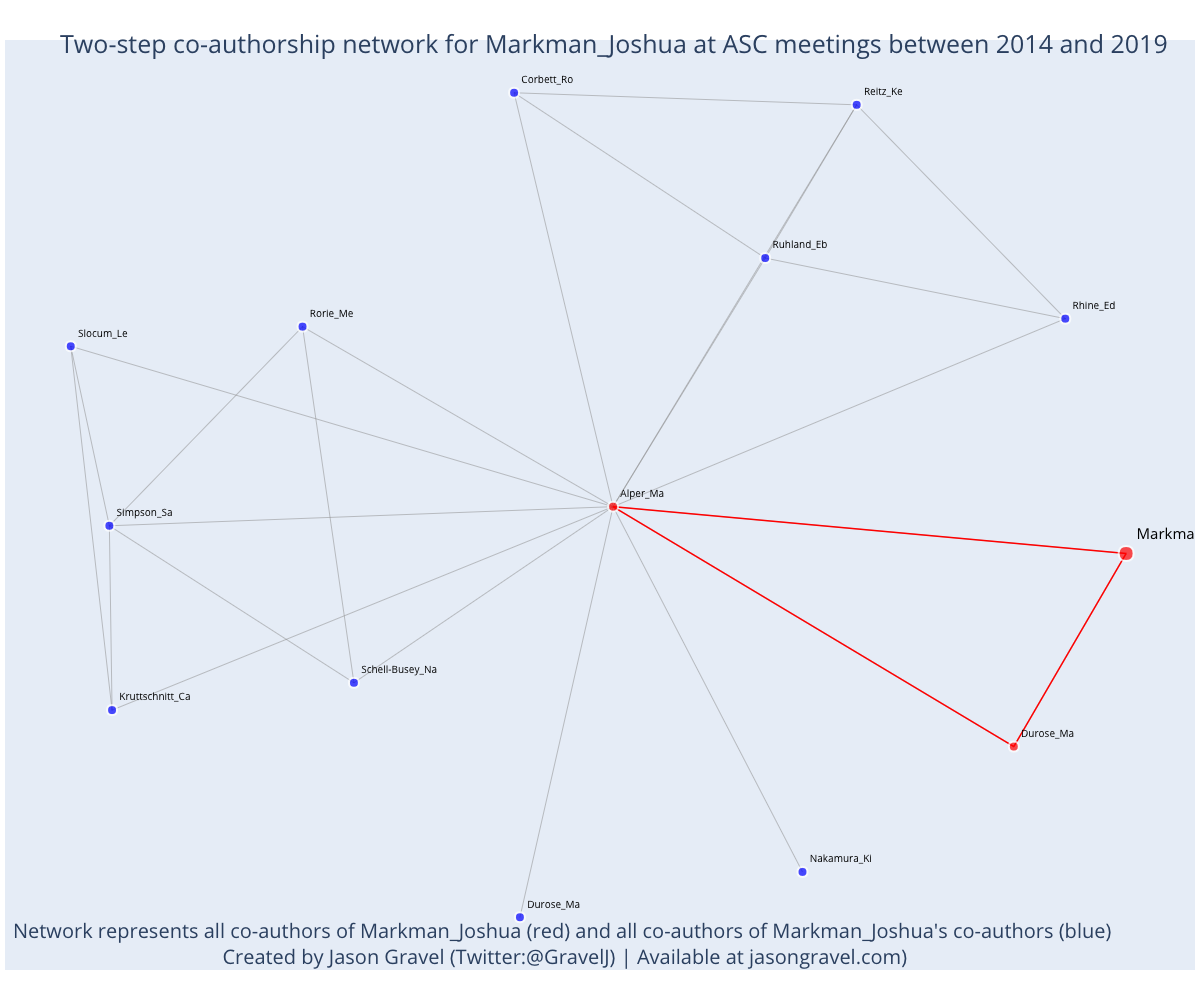 Two-step co-authorship network for Markman_Joshua at ASC meetings between 2014 and 2019
Corbett_Ro
Reitz_Ke
Ruhland_Eb
Rhine_Ed
Rorie_Me
Slocum_Le
Alper_Ma
Simpson_Sa
Markma
Schell-Busey_Na
Kruttschnitt_Ca
Durose_Ma
Nakamura_Ki
Durose_Ma
Network represents all co-authors of Markman_Joshua (red) and all co-authors of Markman_Joshua's co-authors (blue)
Created by Jason Gravel (Twitter:@GravelJ) | Available at jasongravel.com)